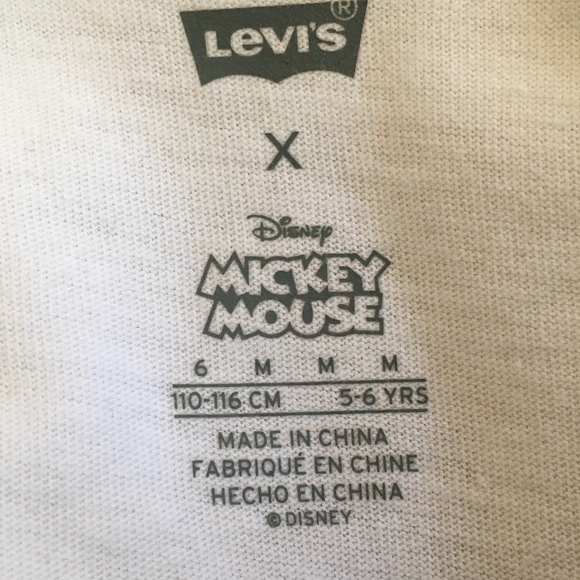 LEVI'S ®
X
Disney
MICKEY
MOUSE
6 M M M
110-116 CM 5-6 YRS
MADE IN CHINA
FABRIQUÉ EN CHINE
HECHO EN CHINA
© DISNEY